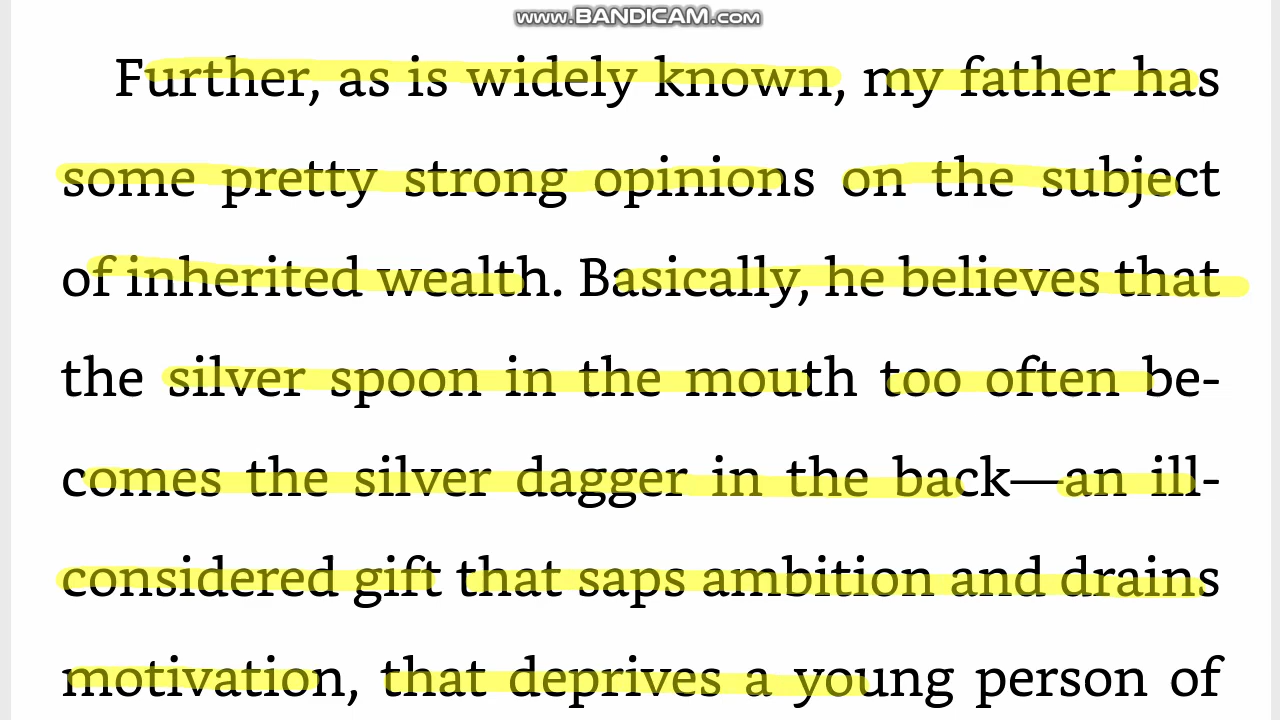 www.BANDICAM.com
Further, as is widely known, my father has
some pretty strong opinions on the subject
of inherited wealth. Basically, he believes that
the silver spoon in the mouth too often be-
comes the silver dagger in the back—an ill-
considered gift that saps ambition and drains
motivation, that deprives a young person of